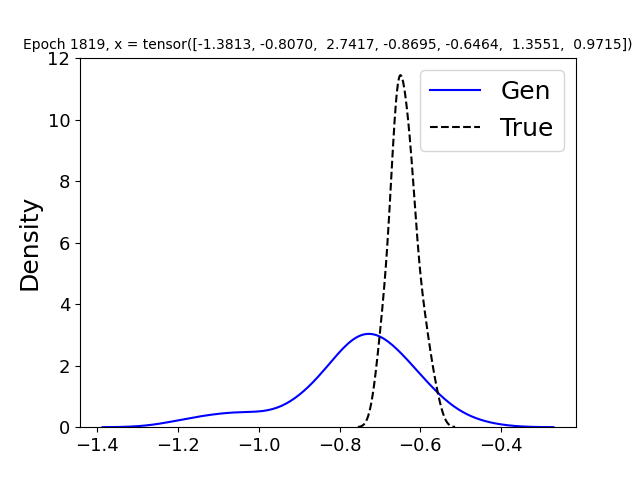 Epoch 1819, x = tensor([-1.3813, -0.8070,  2.7417, -0.8695, -0.6464,  1.3551,  0.9715])
Gen
True
Density
12
10
8
6
4
2
0
−1.4 −1.2 −1.0 −0.8 −0.6 −0.4